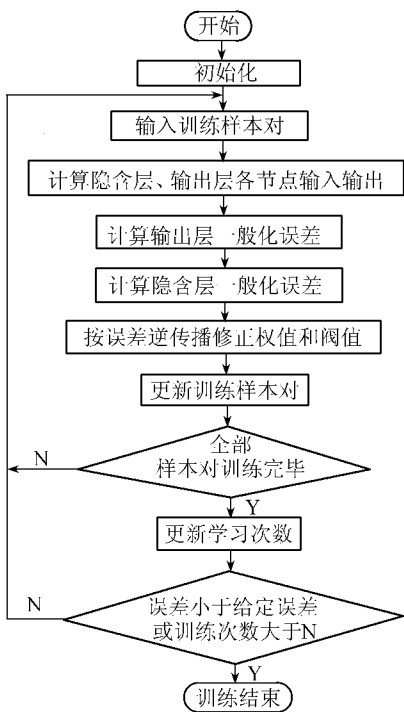 开始
初始化
输入训练样本对
计算隐含层、输出层各节点输入输出
计算输出层一般化误差
计算隐含层一般化误差
按误差逆传播修正权值和阀值
更新训练样本对
全部
样本对训练完毕
N
Y
更新学习次数
误差小于给定误差
或训练次数大于N
N
Y
训练结束